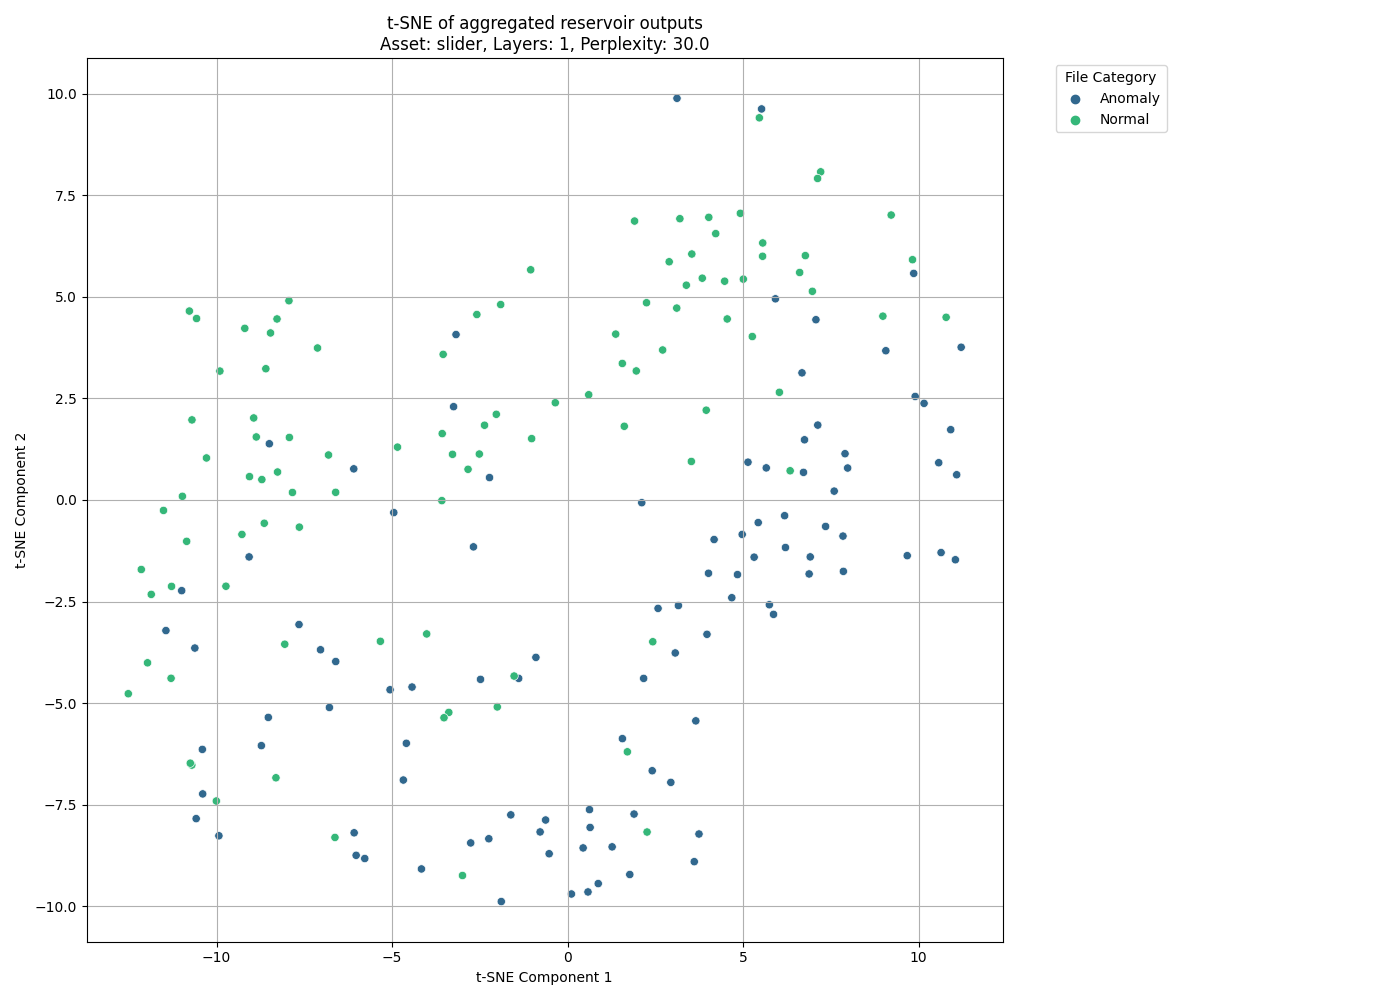 t-SNE of aggregated reservoir outputs
Asset: slider, Layers: 1, Perplexity: 30.0
File Category
Anomaly
Normal
t-SNE Component 2
10.0
7.5
5.0
2.5
0.0
−2.5
−5.0
−7.5
−10.0
−10
−5
0
5
10
t-SNE Component 1